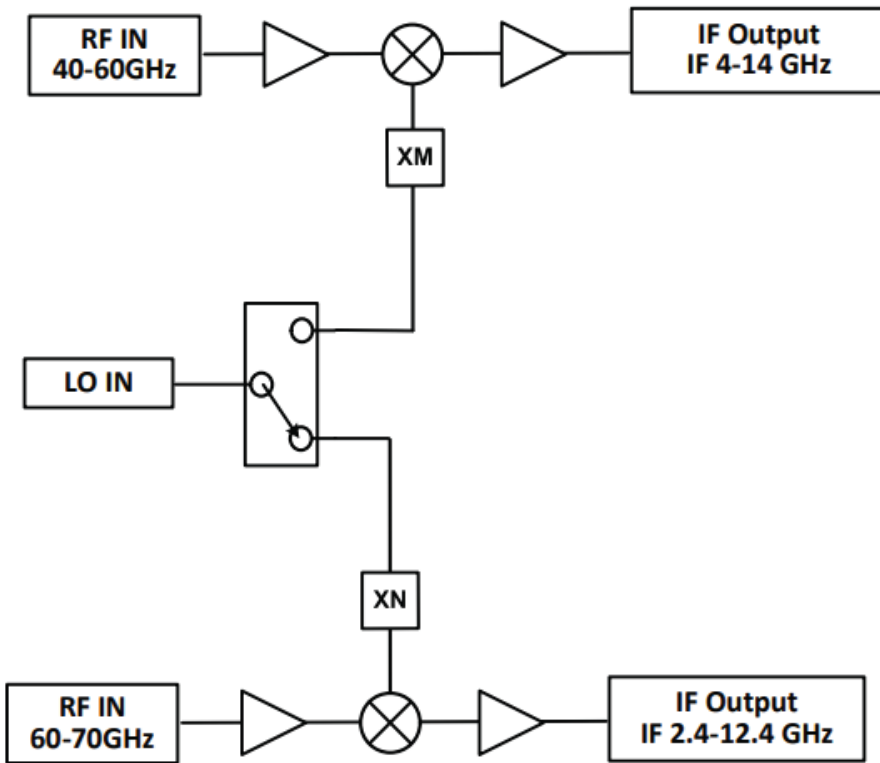 RF IN
40-60GHz
IF Output
IF 4-14 GHz
XM
LO IN
XN
RF IN
60-70GHz
IF Output
IF 2.4-12.4 GHz